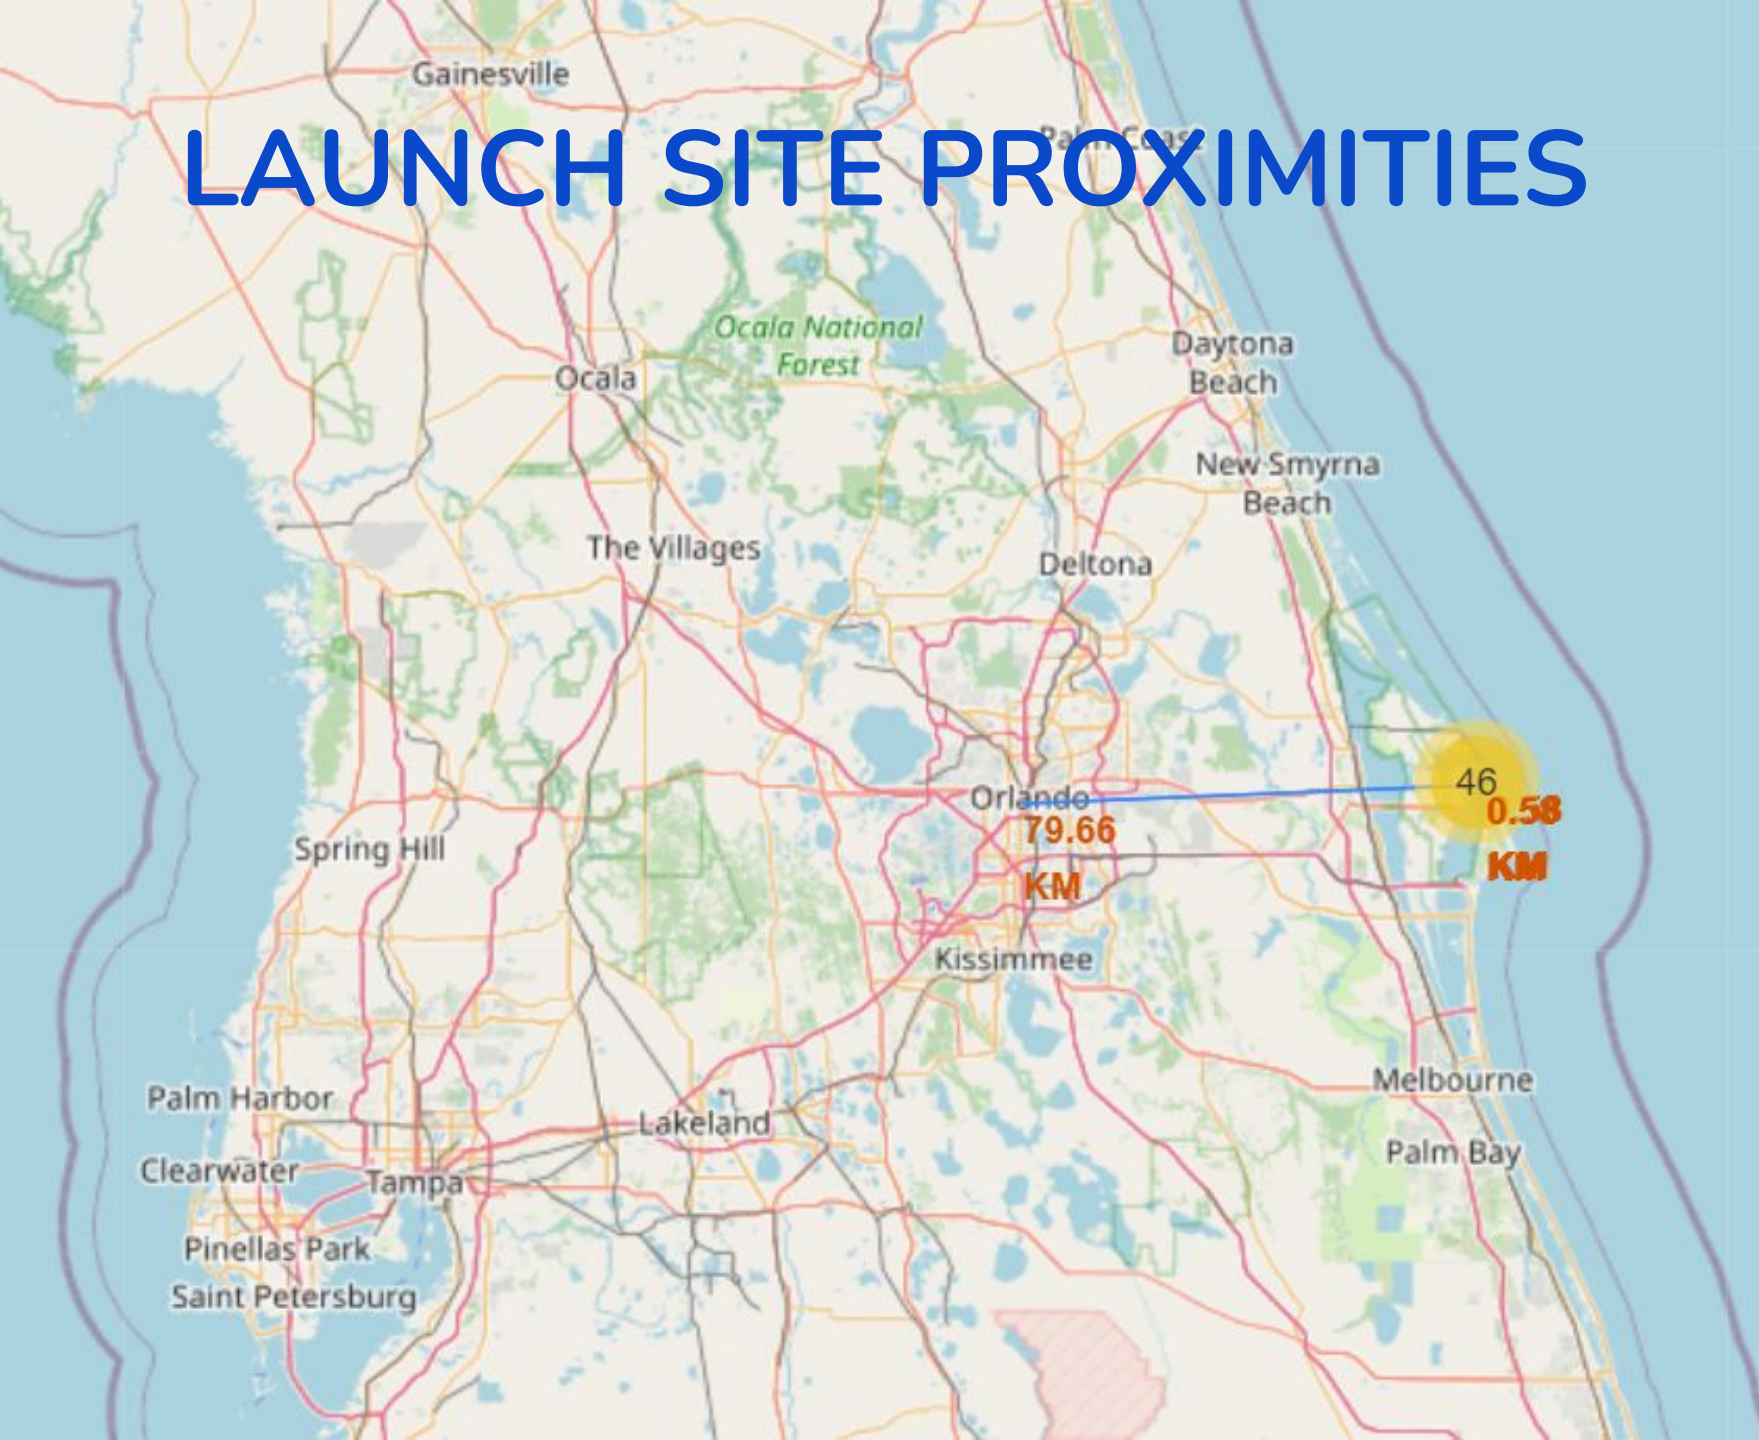 Gainesville
Palm Coast
LAUNCH SITE PROXIMITIES
Ocala National
Forest
Daytona
Beach
Ocala
New Smyrna
Beach
The Villages
Deltona
46
Orlando
0.58
KM
79.66
KM
Spring Hill
Kissimmee
Melbourne
Palm Harbor
Lakeland
Palm Bay
Clearwater
Tampa
Pinellas Park
Saint Petersburg